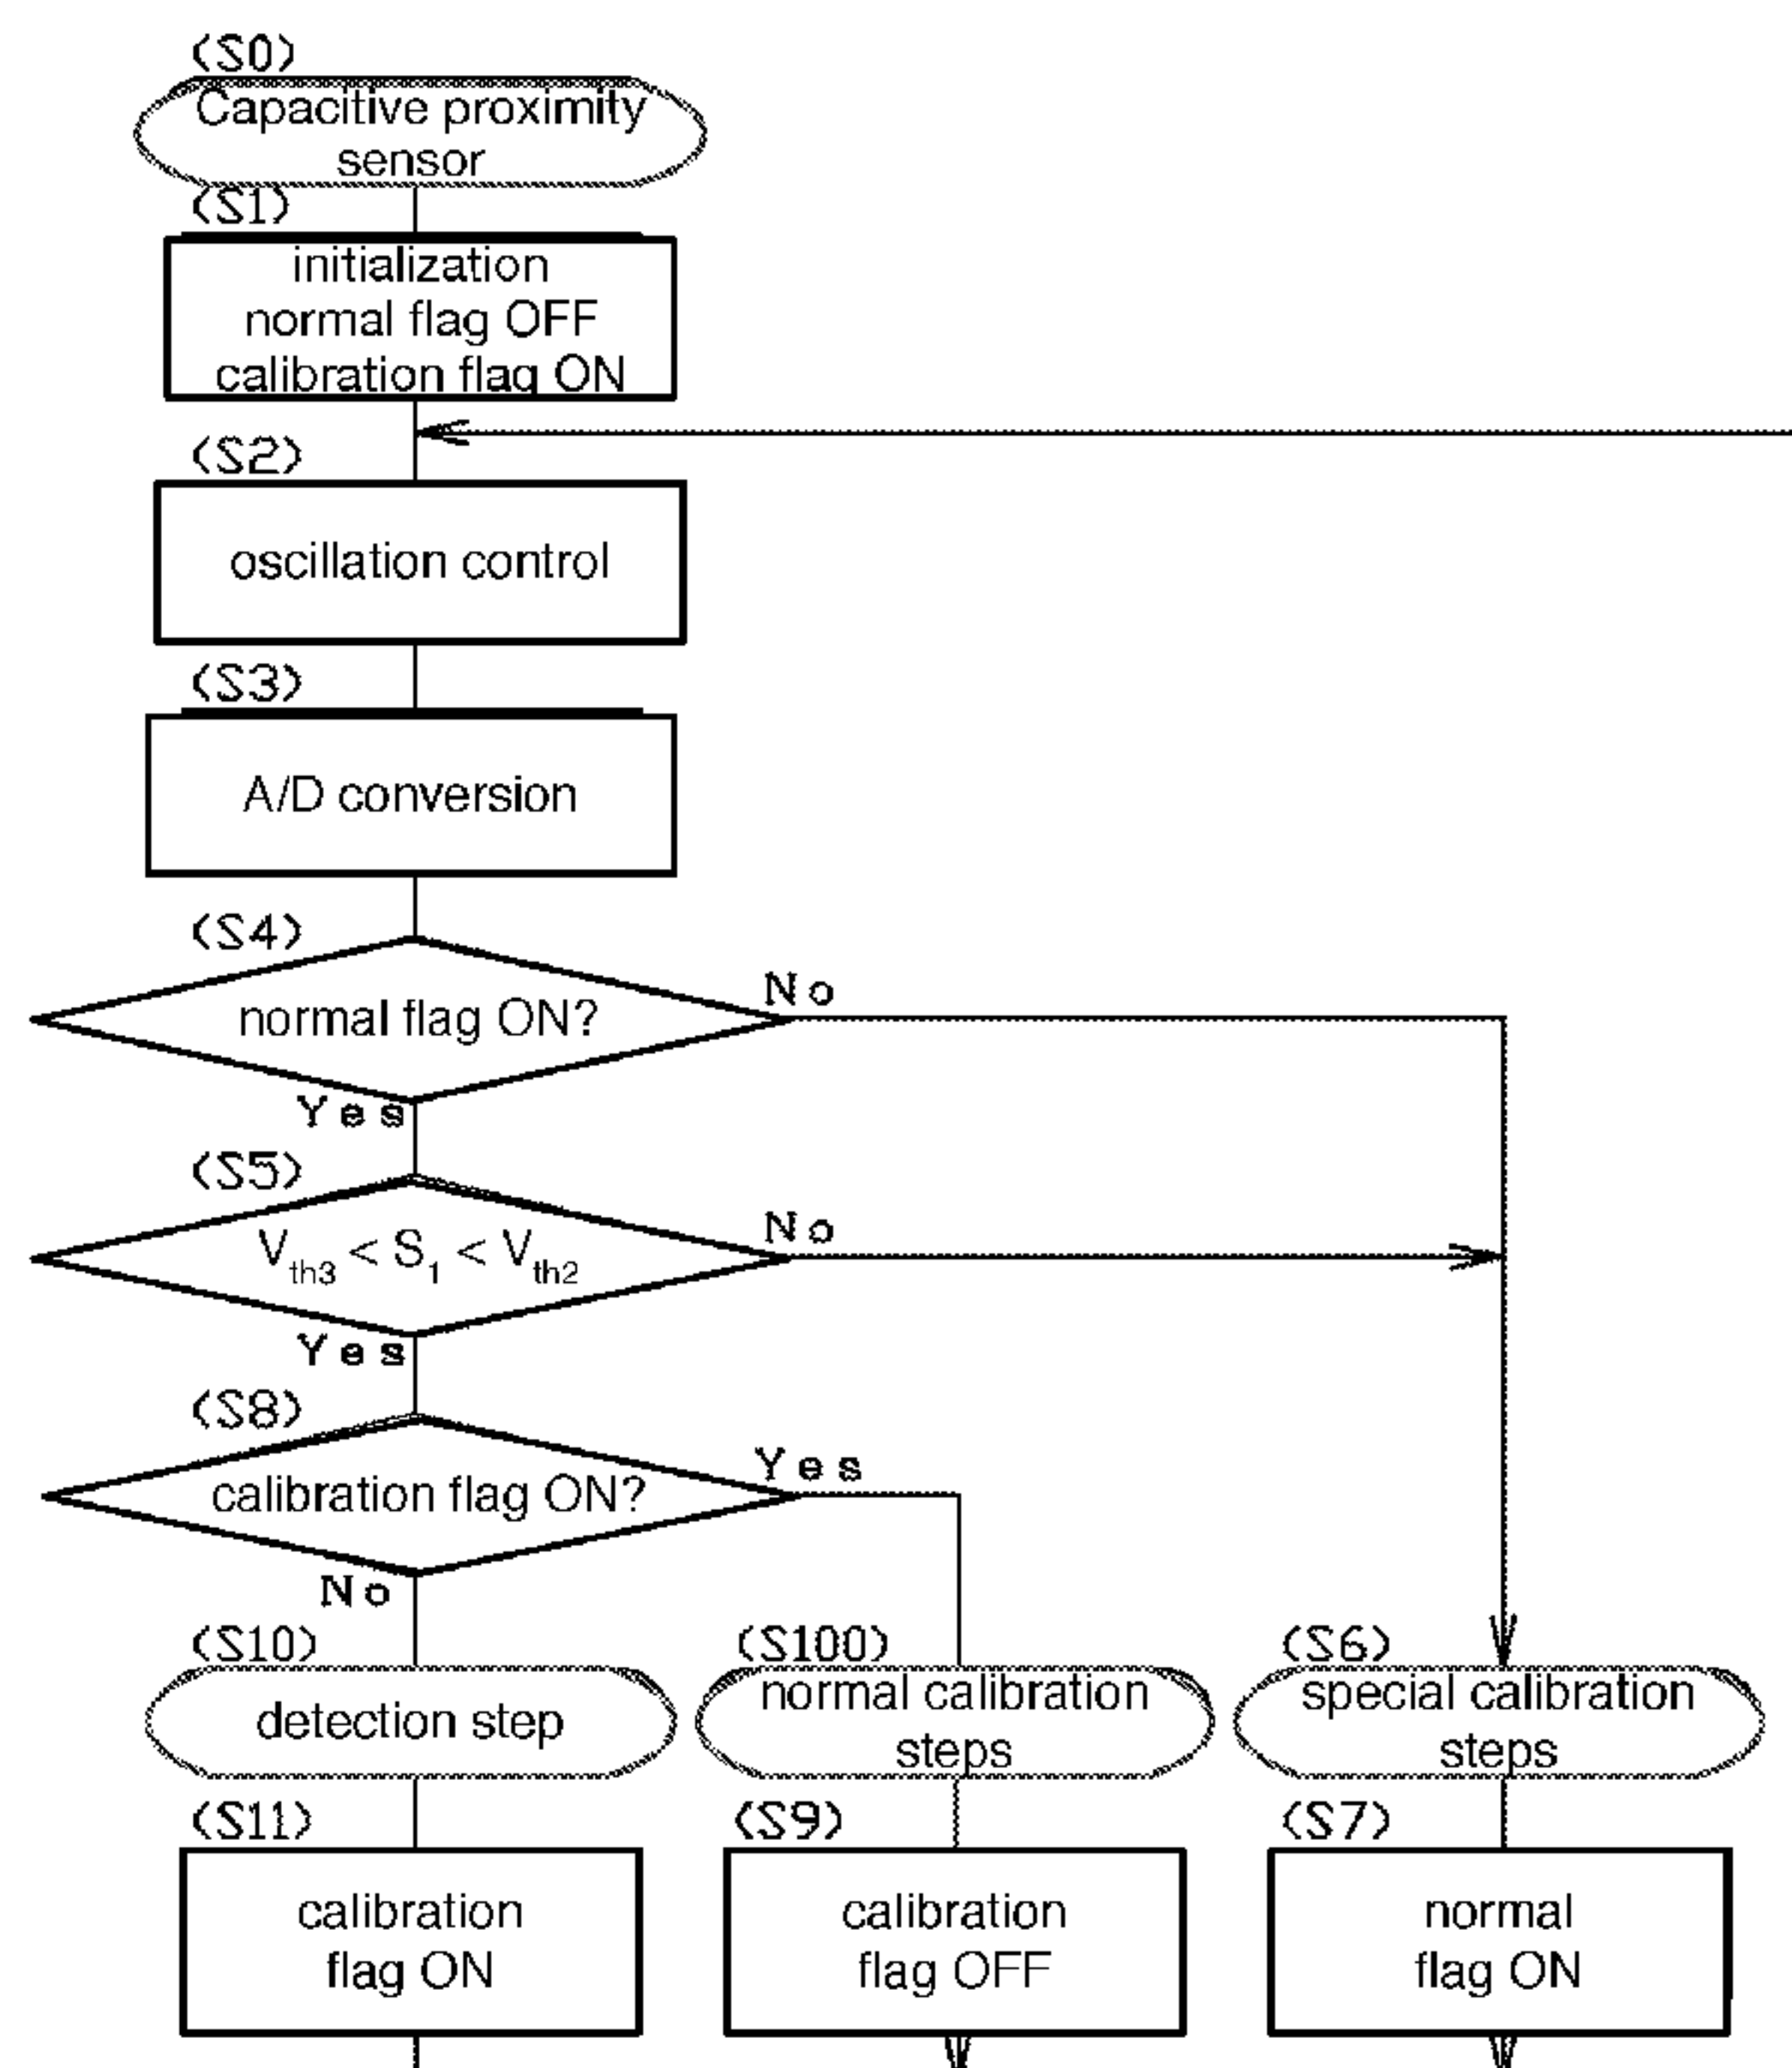 (S0)
Capacitive proximity
sensor
(S1)
initialization
normal flag OFF
calibration flag ON
(S2)
oscillation control
(S3)
A/D conversion
(S4)
normal flag ON?
No
Yes
(S5)
Vth3 < S1 < Vth2
No
Yes
(S8)
calibration flag ON?
Yes
No
(S10)
detection step
(S100)
normal calibration
steps
(S6)
special calibration
steps
(S11)
calibration
flag ON
(S9)
calibration
flag OFF
(S7)
normal
flag ON